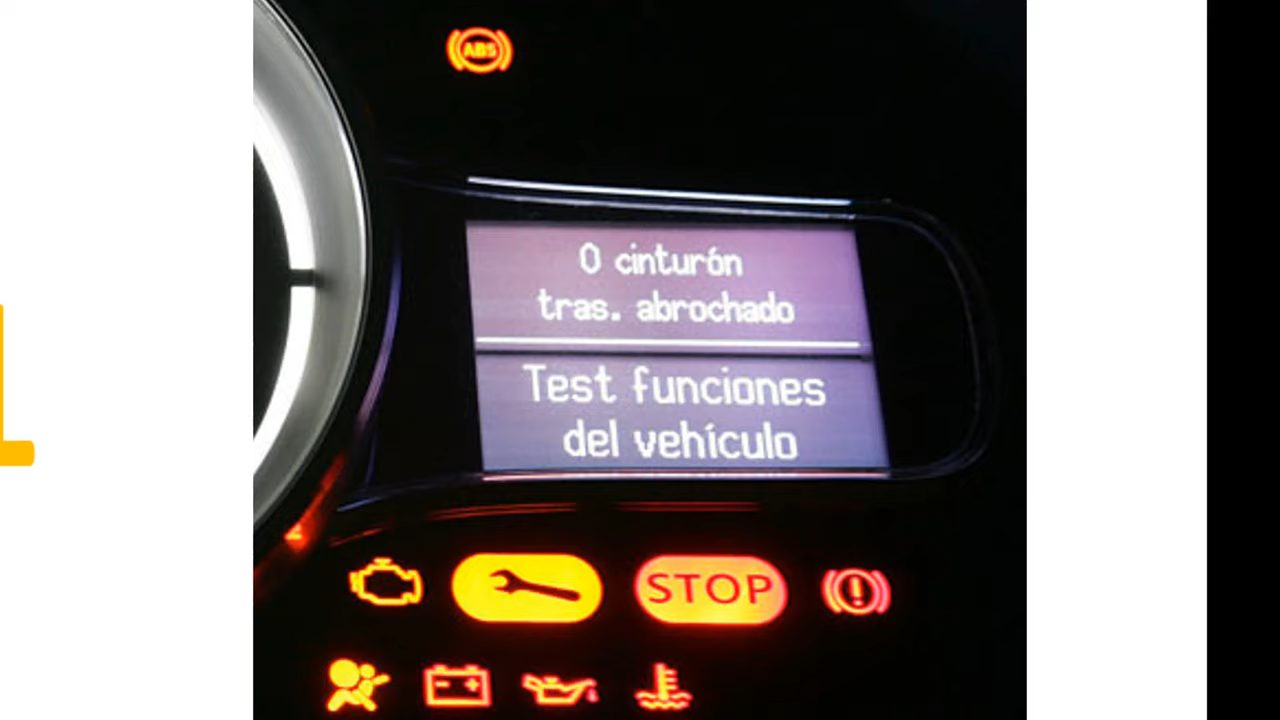 ABS
0 cinturón
tras. abrochado
Test funciones
del vehículo
STOP